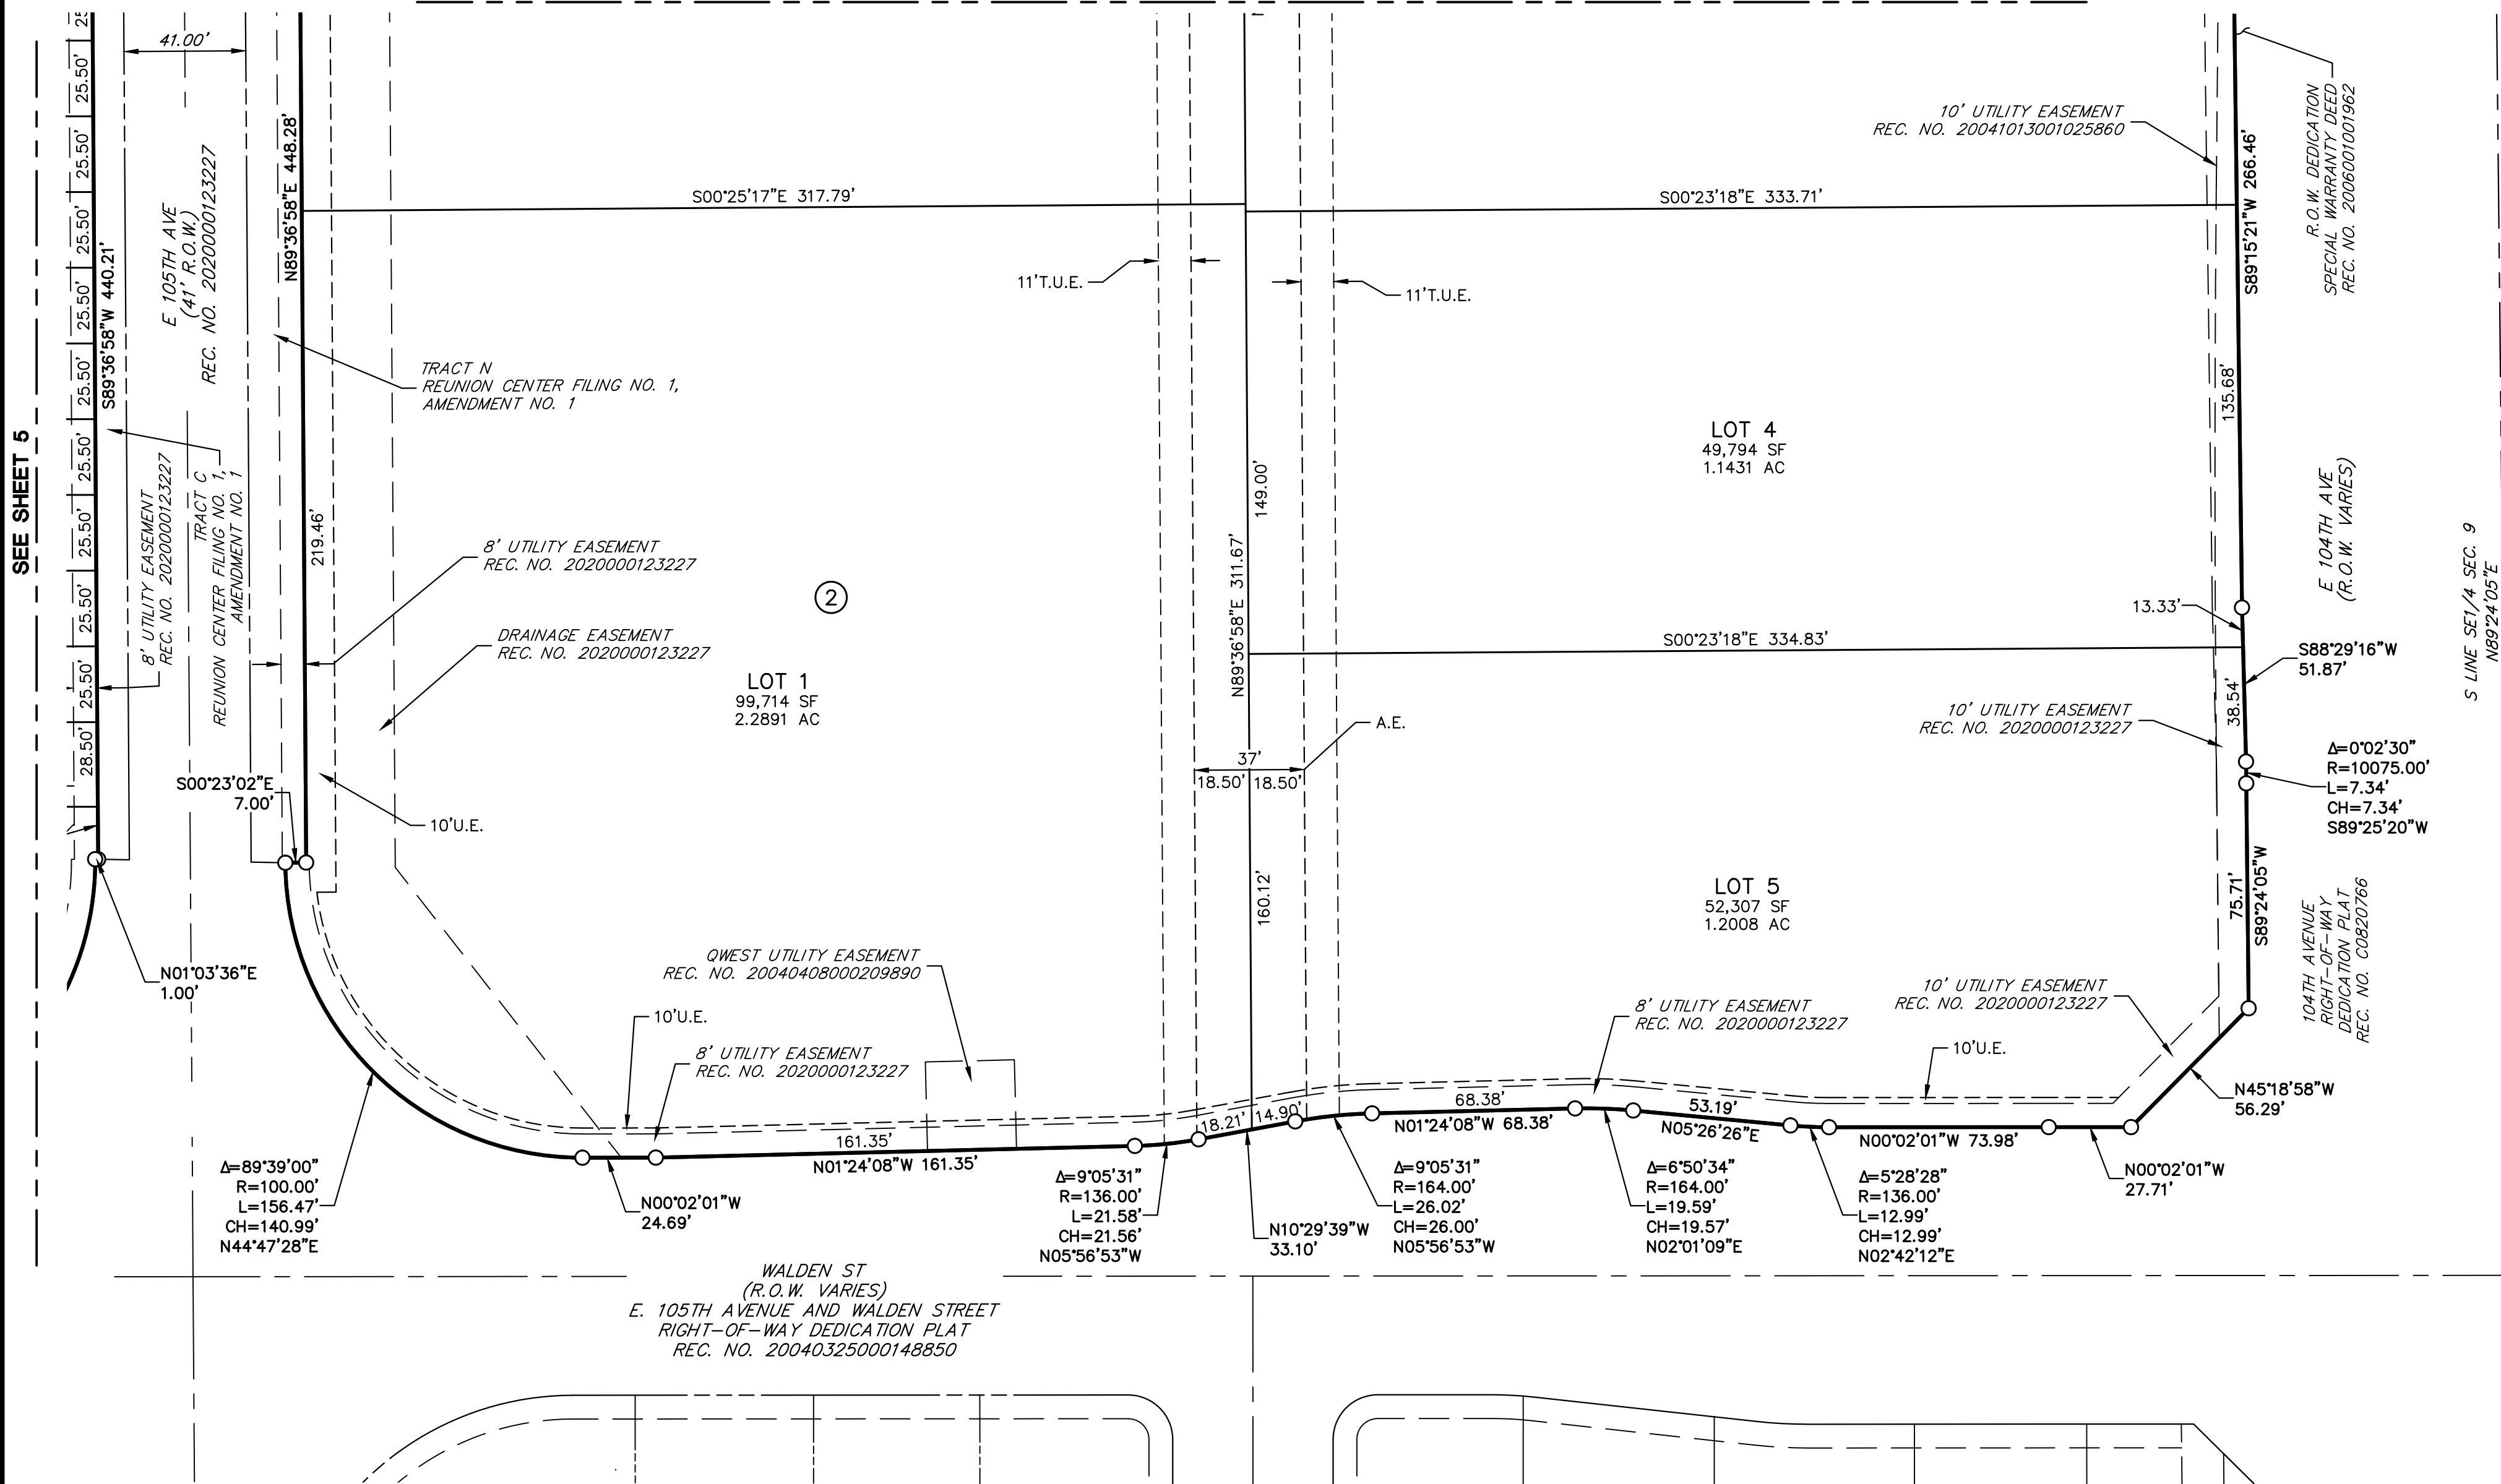 SEE SHEET 5
25
25.50'
25.50'
25.50'
25.50'
25.50'
25.50'
25.50'
25.50'
25.50'
28.50'
41.00'
S89°36'58"W 440.21'
E 105TH AVE
(41' R.O.W.)
REC. NO. 2020000123227
8' UTILITY EASEMENT
REC. NO. 2020000123227
TRACT C
REUNION CENTER FILING NO. 1,
AMENDMENT NO. 1
N89°36'58"E 448.28'
219.46'
S00°23'02"E
7.00'
N01°03'36"E
1.00'
TRACT N
REUNION CENTER FILING NO. 1,
AMENDMENT NO. 1
8' UTILITY EASEMENT
REC. NO. 2020000123227
DRAINAGE EASEMENT
REC. NO. 2020000123227
10'U.E.
S00°25'17"E 317.79'
2
LOT 1
99,714 SF
2.2891 AC
11'T.U.E.
11'T.U.E.
149.00'
N89°36'58"E 311.67'
A.E.
37'
18.50'
18.50'
160.12'
S00°23'18"E 333.71'
LOT 4
49,794 SF
1.1431 AC
S00°23'18"E 334.83'
LOT 5
52,307 SF
1.2008 AC
10' UTILITY EASEMENT
REC. NO. 20041013001025860
R.O.W. DEDICATION
SPECIAL WARRANTY DEED
REC. NO. 20060010001962
S89°15'21"W 266.46'
135.68'
E 104TH AVE
(R.O.W. VARIES)
S LINE SE1/4 SEC. 9
N89°24'05"E
13.33'
S88°29'16"W
51.87'
38.54'
10' UTILITY EASEMENT
REC. NO. 2020000123227
Δ=0°02'30"
R=10075.00'
L=7.34'
CH=7.34'
S89°25'20"W
75.71'
S89°24'05"W
104TH AVENUE
RIGHT-OF-WAY
DEDICATION PLAT
REC. NO. C0820766
10' UTILITY EASEMENT
REC. NO. 2020000123227
10'U.E.
N45°18'58"W
56.29'
QWEST UTILITY EASEMENT
REC. NO. 20040408000209890
10'U.E.
8' UTILITY EASEMENT
REC. NO. 2020000123227
8' UTILITY EASEMENT
REC. NO. 2020000123227
161.35'
N01°24'08"W 161.35'
18.21'
14.90'
68.38'
N01°24'08"W 68.38'
53.19'
N05°26'26"E
N00°02'01"W 73.98'
N00°02'01"W
27.71'
Δ=89°39'00"
R=100.00'
L=156.47'
CH=140.99'
N44°47'28"E
N00°02'01"W
24.69'
Δ=9°05'31"
R=136.00'
L=21.58'
CH=21.56'
N05°56'53"W
N10°29'39"W
33.10'
Δ=9°05'31"
R=164.00'
L=26.02'
CH=26.00'
N05°56'53"W
Δ=6°50'34"
R=164.00'
L=19.59'
CH=19.57'
N02°01'09"E
Δ=5°28'28"
R=136.00'
L=12.99'
CH=12.99'
N02°42'12"E
WALDEN ST
(R.O.W. VARIES)
E. 105TH AVENUE AND WALDEN STREET
RIGHT-OF-WAY DEDICATION PLAT
REC. NO. 20040325000148850